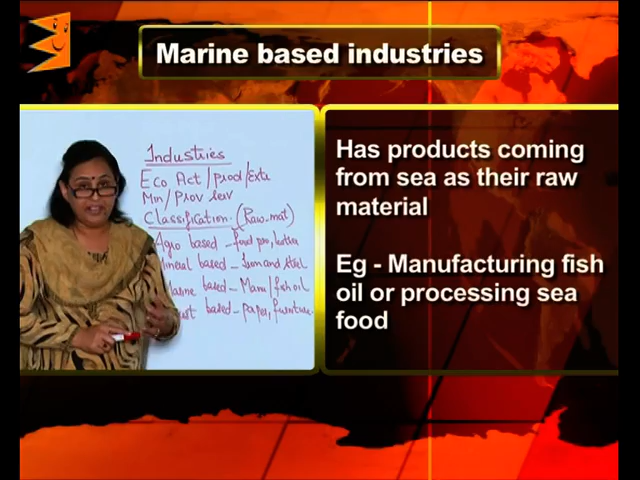 Marine based industries
Industries
Eco Act / prod / Extr
Min / Prov serv
Classification (Raw-mat)
Agro based - food pro,
Mineral based - Iron and steel
Marine based - Manu / fish oil
based - paper, furniture
Has products coming
from sea as their raw
material
Eg - Manufacturing fish
oil or processing sea
food